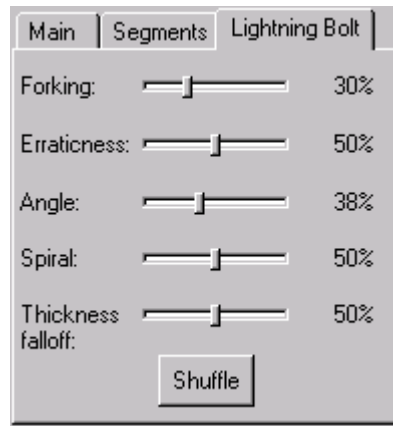 Main Segments Lightning Bolt
Forking: 30%
Erraticness: 50%
Angle: 38%
Spiral: 50%
Thickness 50%
falloff:
Shuffle